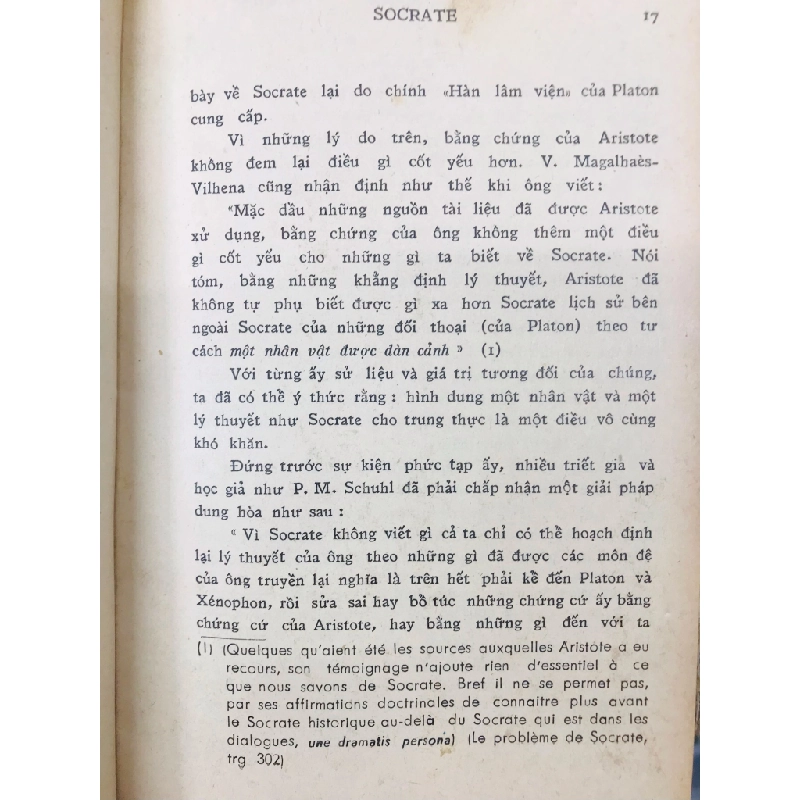 SOCRATE 17
bày về Socrate lại do chính «Hàn lâm viện» của Platon
cung cấp.
Vì những lý do trên, bằng chứng của Aristote
không đem lại điều gì cốt yếu hơn. V. Magalhaès-
Vilhena cũng nhận định như thế khi ông viết :
«Mặc dầu những nguồn tài liệu đã được Aristote
xử dụng, bằng chứng của ông không thêm một điều
gì cốt yếu cho những gì ta biết về Socrate. Nói
tóm, bằng những khẳng định lý thuyết, Aristote đã
không tự phụ biết được gì xa hơn Socrate lịch sử bên
ngoài Socrate của những đối thoại (của Platon) theo tư
cách một nhân vật được dàn cảnh » (1)
Với từng ấy sử liệu và giá trị tương đối của chúng,
ta đã có thể ý thức rằng : hình dung một nhân vật và một
lý thuyết như Socrate cho trung thực là một điều vô cùng
khó khăn.
Đứng trước sự kiện phức tạp ấy, nhiều triết gia và
học giả như P. M. Schuhl đã phải chấp nhận một giải pháp
dung hòa như sau :
« Vì Socrate không viết gì cả ta chỉ có thể hoạch định
lại lý thuyết của ông theo những gì đã được các môn đệ
của ông truyền lại nghĩa là trên hết phải kể đến Platon và
Xénophon, rồi sửa sai hay bổ túc những chứng cứ ấy bằng
chứng cứ của Aristote, hay bằng những gì đến với ta
(1) (Quelques qu'aient été les sources auxquelles Aristote a eu
recours, son témoignage n'ajoute rien d'essentiel à ce
que nous savons de Socrate. Bref il ne se permet pas,
par ses affirmations doctrinales de connaitre plus avant
le Socrate historique au-delà du Socrate qui est dans les
dialogues, une dramatis persona) (Le problème de Socrate,
trg 302)